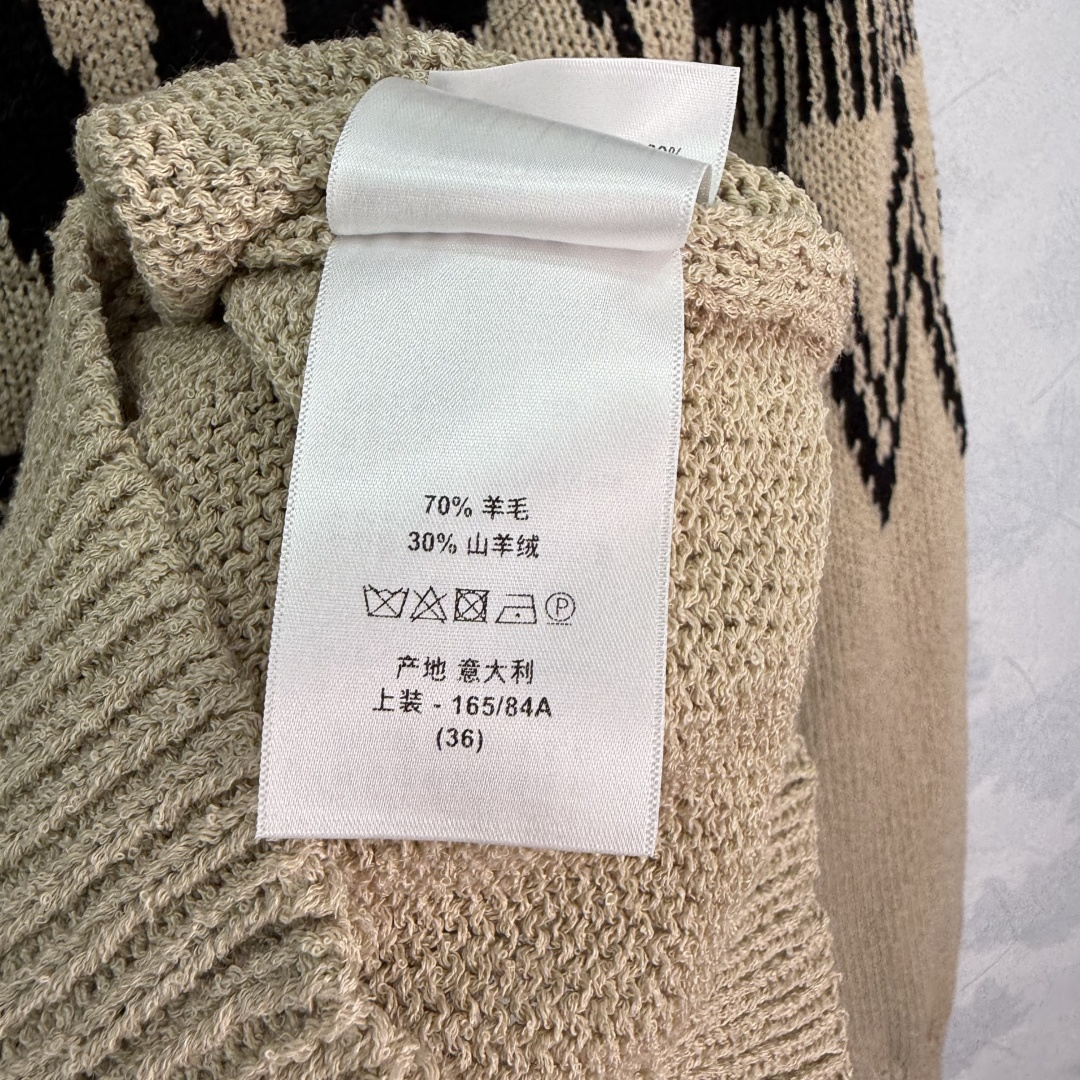 70% 羊毛
30% 山羊绒
P
产地 意大利
上装 - 165/84A
(36)